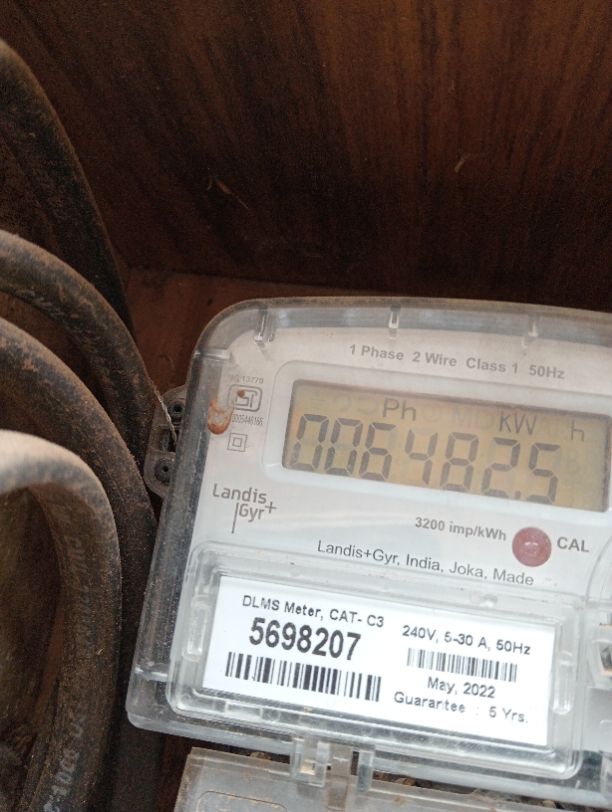 1 Phase 2 Wire Class 1 50Hz
Ph kW h
0064825
Landis
Gyr+
3200 imp/kWh
CAL
Landis+Gyr, India, Joka, Made
DLMS Meter, CAT- C3
5698207
240V, 5-30 A, 50Hz
May, 2022
Guarantee : 5 Yrs.